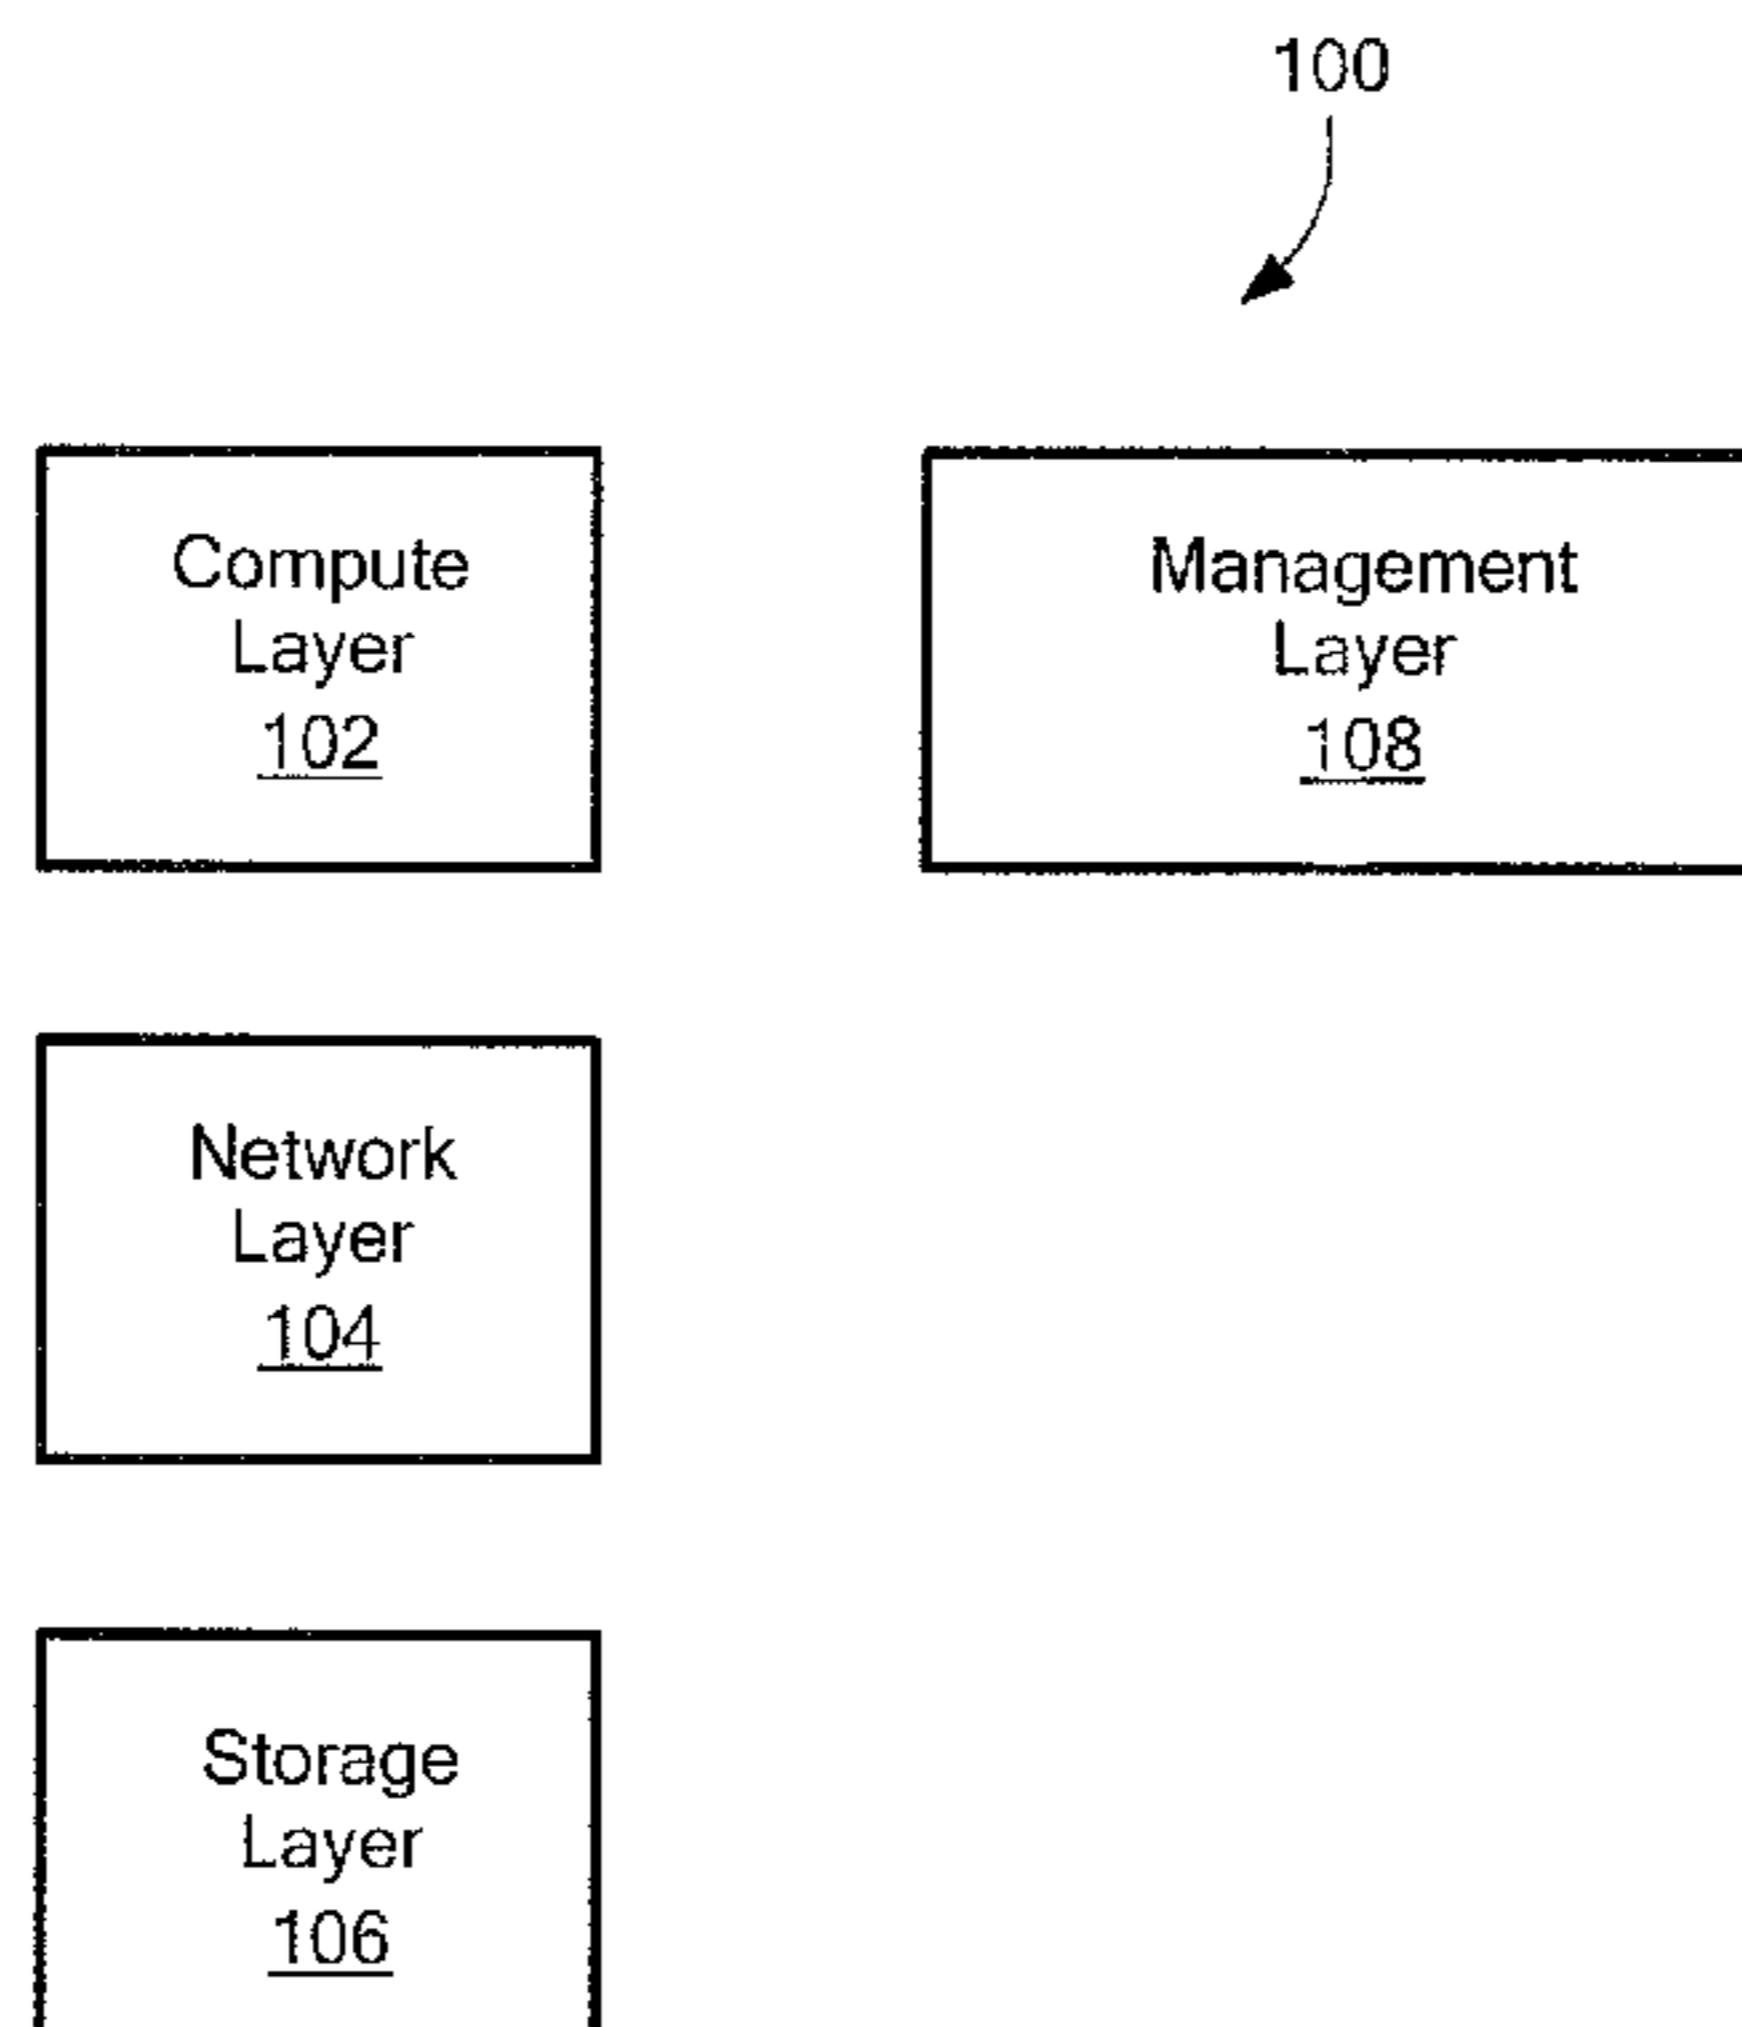 100
Compute
Layer
102
Management
Layer
108
Network
Layer
104
Storage
Layer
106